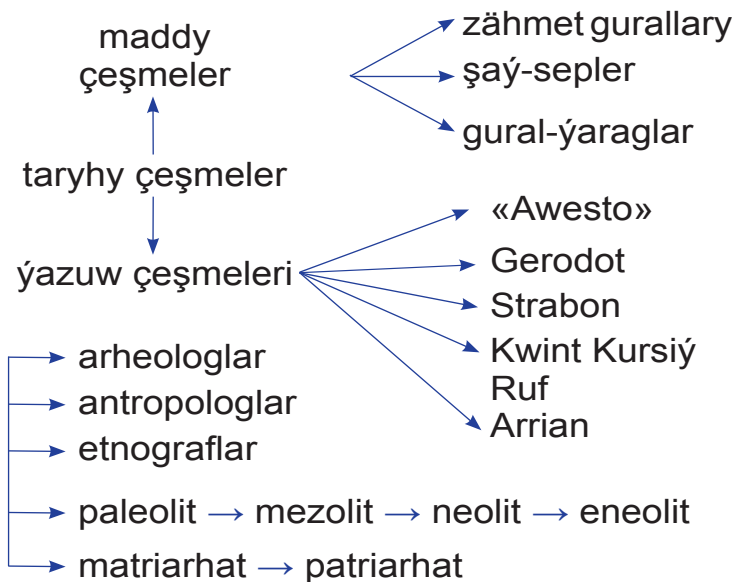 maddy
çeşmeler
zähmet gurallary
şaý-sepler
gural-ýaraglar
taryhy çeşmeler
ýazuw çeşmeleri
«Awesto»
Gerodot
Strabon
Kwint Kursiý
Ruf
Arrian
arheologlar
antropologlar
etnograflar
paleolit → mezolit → neolit → eneolit
matriarhat → patriarhat